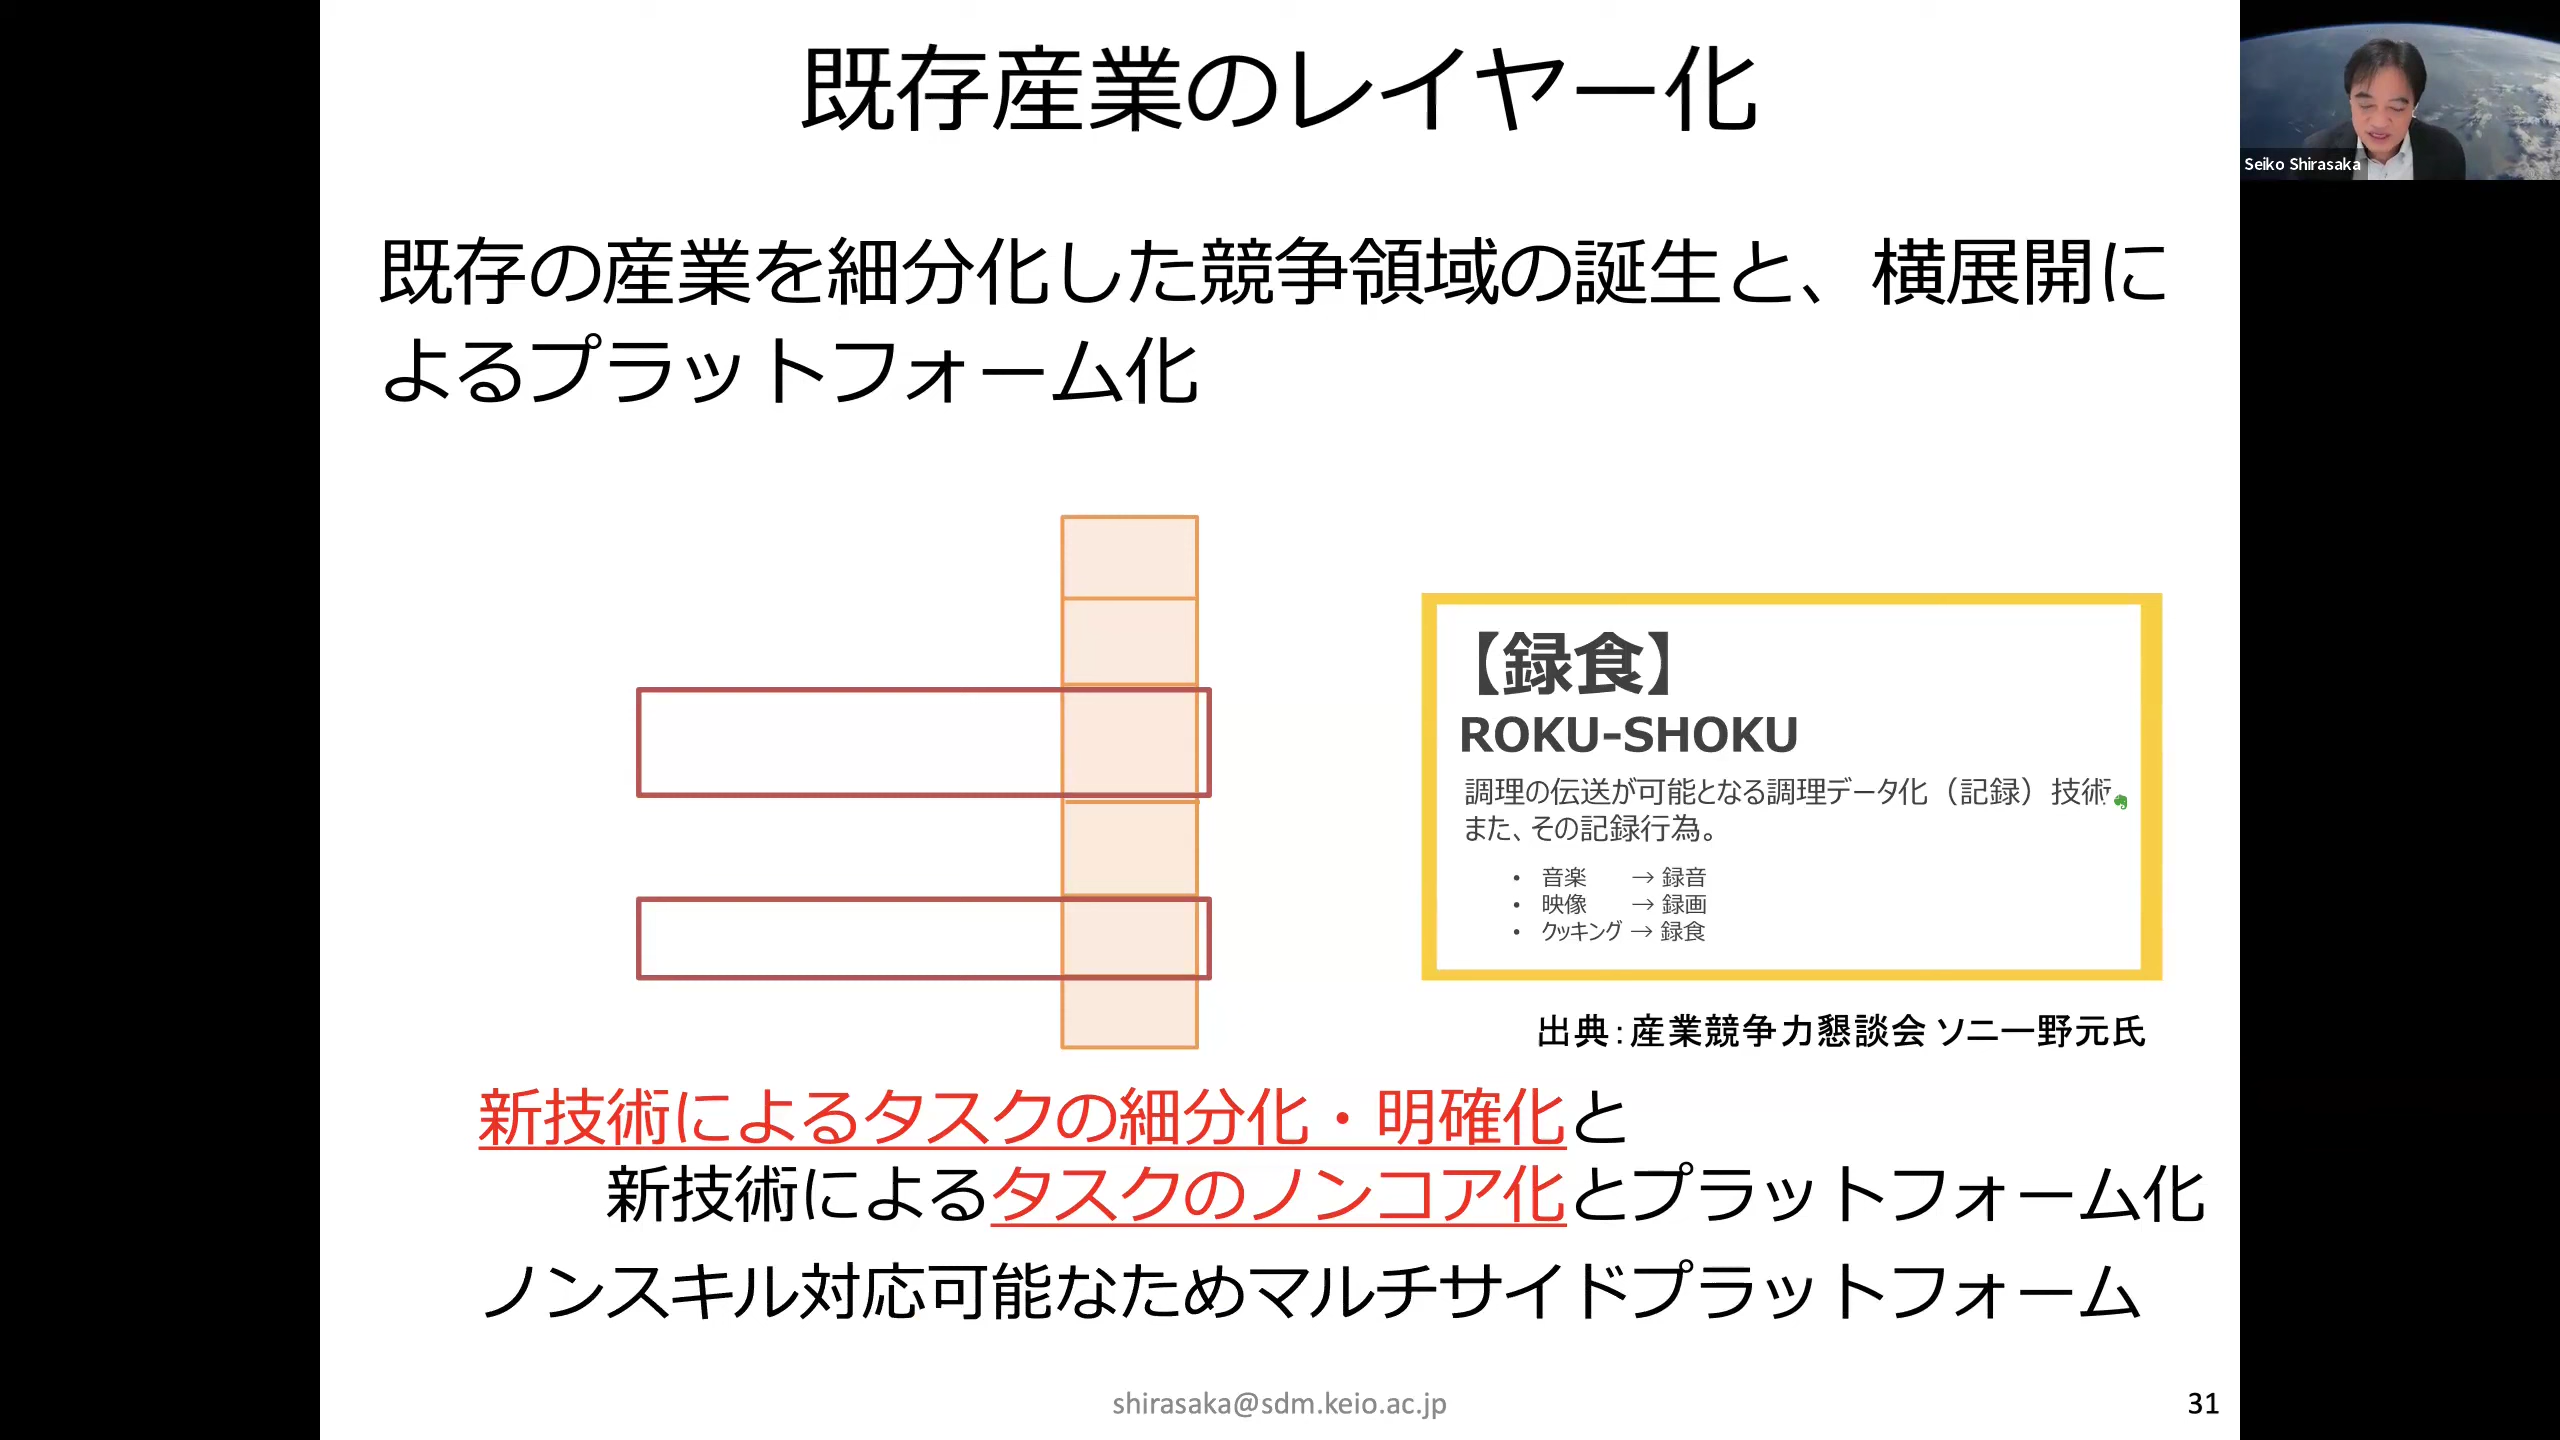 既存産業のレイヤー化
Seiko Shirasaka
既存の産業を細分化した競争領域の誕生と、横展開に
よるプラットフォーム化
【録食】
ROKU-SHOKU
調理の伝送が可能となる調理データ化（記録）技術
また、その記録行為。
• 音楽 → 録音
• 映像 → 録画
• クッキング → 録食
出典：産業競争力懇談会 ソニー野元氏
新技術によるタスクの細分化・明確化と
新技術によるタスクのノンコア化とプラットフォーム化
ノンスキル対応可能なためマルチサイドプラットフォーム
shirasaka@sdm.keio.ac.jp
31